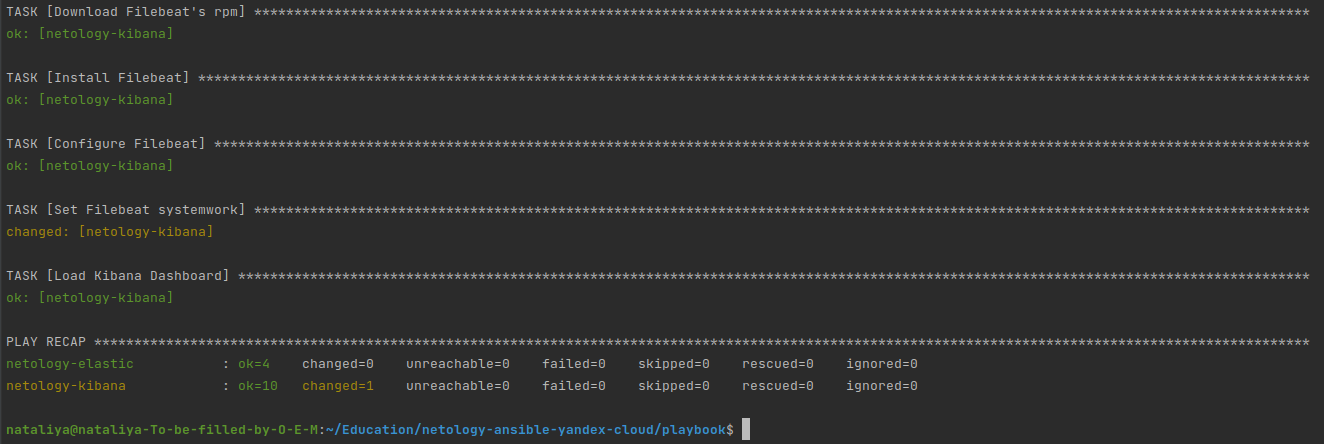 TASK [Download Filebeat's rpm] ************************************************************************************************************************************
ok: [netology-kibana]
TASK [Install Filebeat] *******************************************************************************************************************************************
ok: [netology-kibana]
TASK [Configure Filebeat] *****************************************************************************************************************************************
ok: [netology-kibana]
TASK [Set Filebeat systemwork] ************************************************************************************************************************************
changed: [netology-kibana]
TASK [Load Kibana Dashboard] **************************************************************************************************************************************
ok: [netology-kibana]
PLAY RECAP ********************************************************************************************************************************************************
netology-elastic           : ok=4    changed=0    unreachable=0    failed=0    skipped=0    rescued=0    ignored=0
netology-kibana            : ok=10   changed=1    unreachable=0    failed=0    skipped=0    rescued=0    ignored=0
nataliya@nataliya-To-be-filled-by-O-E-M:~/Education/netology-ansible-yandex-cloud/playbook$